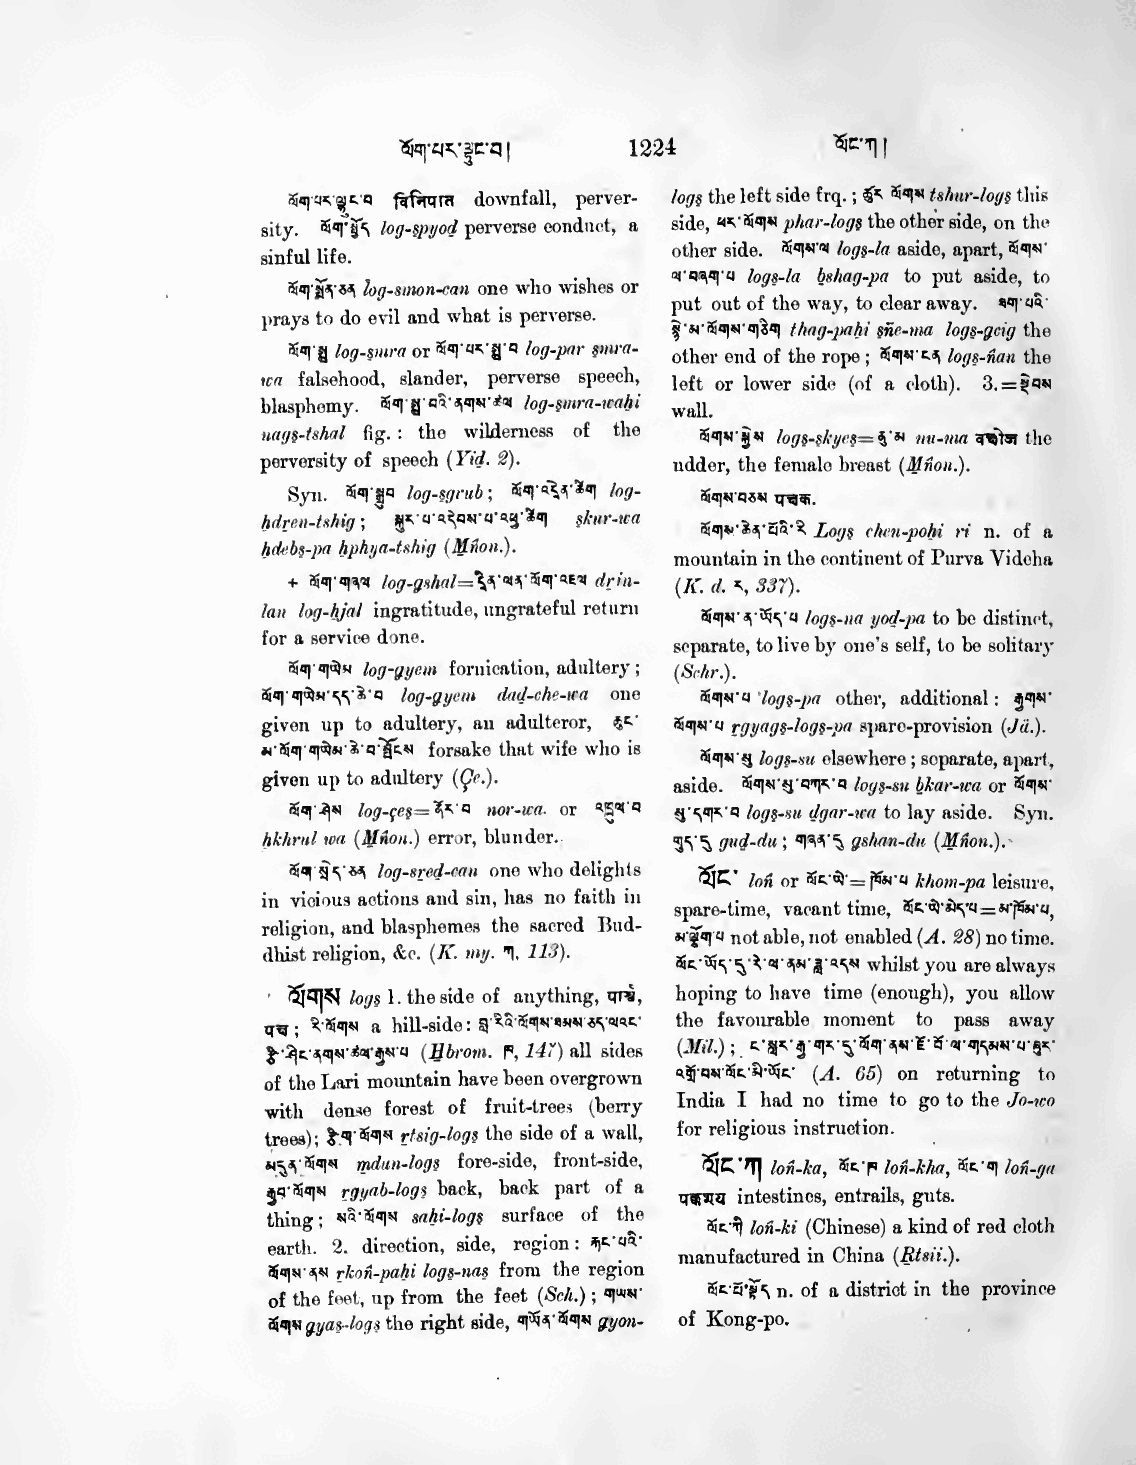 ལོག་པར་ལྟུང་བ། 1224 ལོང་ཀ།
ལོག་པར་ལྟུང་བ विनिपात downfall, perver-
sity. ལོག་སྤྱོད log-spyod perverse conduct, a
sinful life.
ལོག་སྨོན་ཅན log-smon-can one who wishes or
prays to do evil and what is perverse.
ལོག་སྨྲ log-smra or ལོག་པར་སྨྲ་བ log-par smra-
wa falsehood, slander, perverse speech,
blasphemy. ལོག་སྨྲ་བའི་ནགས་ཚལ log-smra-wahi
nags-tshal fig.: the wilderness of the
perversity of speech (Yid. 2).
Syn. ལོག་སྒྲུབ log-sgrub; ལོག་འདྲེན་ཚིག log-
hdren-tshig; སྐུར་པ་འདེབས་པ་འཕྱ་ཚིག skur-wa
hdebs-pa hphya-tshig (Mṅon.).
+ ལོག་གཞལ log-gshal=དྲིན་ལན་ལོག་འཇལ drin-
lan log-hjal ingratitude, ungrateful return
for a service done.
ལོག་གཡེམ log-gyem fornication, adultery;
ལོག་གཡེམ་དད་ཆེ་བ log-gyem dad-che-wa one
given up to adultery, an adulteror, ཆུང་
མ་ལོག་གཡེམ་ཆེ་བ་སྤོངས forsake that wife who is
given up to adultery (Çe.).
ལོག་ཤེས log-çes=ནོར་བ nor-wa. or འཁྲུལ་བ
hkhrul wa (Mṅon.) error, blunder.
ལོག་སྲེད་ཅན log-sred-can one who delights
in vicious actions and sin, has no faith in
religion, and blasphemes the sacred Bud-
dhist religion, &c. (K. my. ག, 113).
ལོགས logs 1. the side of anything, पार्श्व,
पक्ष; རི་ལོགས a hill-side: བླ་རིའི་ལོགས་ཐམས་ཅད་ལའང་
རྩི་ཤིང་ནགས་ཚལ་རྒྱས་པ (Hbrom. ཁ, 147) all sides
of the Lari mountain have been overgrown
with dense forest of fruit-trees (berry
trees); རྩིག་ལོགས rtsig-logs the side of a wall,
མདུན་ལོགས mdun-logs fore-side, front-side,
རྒྱབ་ལོགས rgyab-logs back, back part of a
thing; སའི་ལོགས sahi-logs surface of the
earth. 2. direction, side, region: རྐང་པའི་
ལོགས་ནས rkoṅ-pahi logs-nas from the region
of the feet, up from the feet (Sch.); གཡས་
ལོགས gyas-logs the right side, གཡོན་ལོགས gyon-
logs the left side frq.; ཚུར ལོགས tshur-logs this
side, ཕར་ལོགས phar-logs the other side, on the
other side. ལོགས་ལ logs-la aside, apart, ལོགས་
ལ་བཞག་པ logs-la bshag-pa to put aside, to
put out of the way, to clear away. ཐག་པའི་
སྙེ་མ་ལོགས་གཅིག thag-pahi sñe-ma logs-gcig the
other end of the rope; ལོགས་ངན logs-ṅan the
left or lower side (of a cloth). 3.=སྡེབས
wall.
ལོགས་སྐྱེས logs-skyes=ནུ་མ nu-ma वक्षोज the
udder, the female breast (Mṅon.).
ལོགས་བཅས पञ्चक.
ལོགས་ཆེན་པོའི་རི Logs chen-pohi ri n. of a
mountain in the continent of Purva Videha
(K. d. ར, 337).
ལོགས་ན་ཡོད་པ logs-na yod-pa to be distinct,
separate, to live by one's self, to be solitary
(Schr.).
ལོགས་པ logs-pa other, additional: རྒྱགས་
ལོགས་པ rgyags-logs-pa spare-provision (Jä.).
ལོགས་སུ logs-su elsewhere; separate, apart,
aside. ལོགས་སུ་བཀར་བ logs-su bkar-wa or ལོགས་
སུ་དགར་བ logs-su dgar-wa to lay aside. Syn.
གུད་དུ gud-du; གཞན་དུ gshan-du (Mṅon.).
ལོང་ loṅ or ལོང་ཡེ་=ཁོམ་པ khom-pa leisure,
spare-time, vacant time, ལོང་ཡེ་མེད་པ=མ་ཁོམ་པ,
མ་ལྕོག་པ not able, not enabled (A. 28) no time.
ལོང་ཡོད་དུ་རེ་ལ་ནམ་ཟླ་འདས whilst you are always
hoping to have time (enough), you allow
the favourable moment to pass away
(Mil.); ང་སླར་རྒྱ་གར་དུ་ལོག་ནས་ཇོ་བོ་ལ་གདམས་པ་ཞུར་
འགྲོ་བས་ལོང་མི་ཡོང་ (A. 65) on returning to
India I had no time to go to the Jo-wo
for religious instruction.
ལོང་ཀ loṅ-ka, ལོང་ཁ loṅ-kha, ལོང་ག loṅ-ga
intestines, entrails, guts.
ལོང་ཀི loṅ-ki (Chinese) a kind of red cloth
manufactured in China (Rtsii.).
ལོང་པོ་སྟོད n. of a district in the province
of Kong-po.